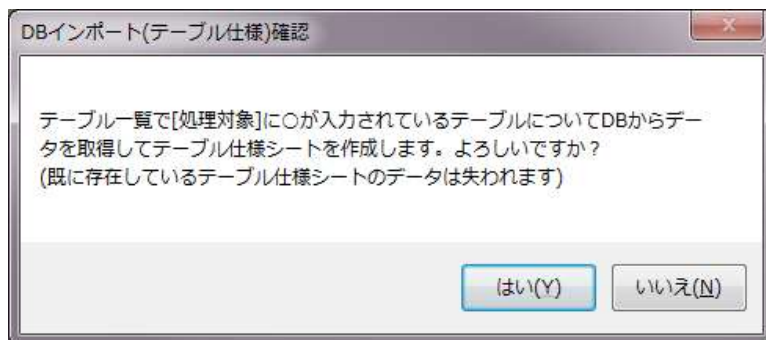 DBインポート(テーブル仕様)確認
テーブル一覧で[処理対象]に○が入力されているテーブルについてDBからデー
タを取得してテーブル仕様シートを作成します。よろしいですか？
(既に存在しているテーブル仕様シートのデータは失われます)
はい(Y) いいえ(N)